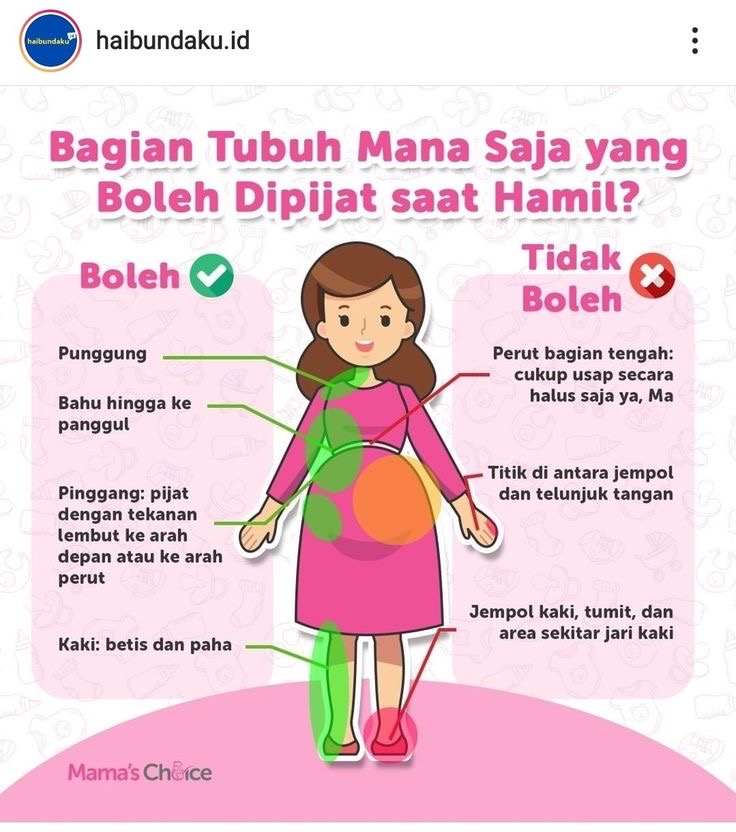 haibundaku
haibundaku.id
Bagian Tubuh Mana Saja yang
Boleh Dipijat saat Hamil?
Boleh
Punggung
Bahu hingga ke
panggul
Pinggang: pijat
dengan tekanan
lembut ke arah
depan atau ke arah
perut
Kaki: betis dan paha
Tidak
Boleh
Perut bagian tengah:
cukup usap secara
halus saja ya, Ma
Titik di antara jempol
dan telunjuk tangan
Jempol kaki, tumit, dan
area sekitar jari kaki
Mama's Choice